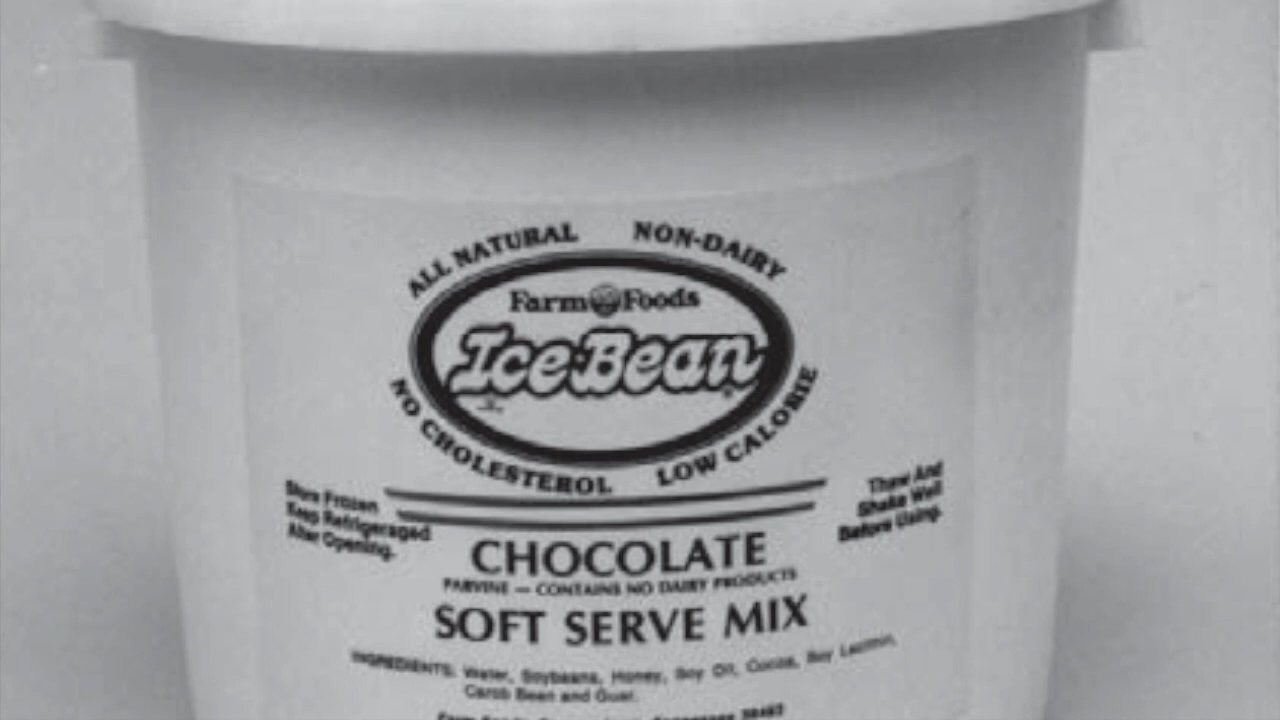 ALL NATURAL NON-DAIRY
Farm Foods
Ice Bean
NO CHOLESTEROL LOW CALORIE
Store Frozen
Keep Refrigeraged
After Opening.
Thaw And
Shake Well
Before Using.
CHOCOLATE
PARVINE — CONTAINS NO DAIRY PRODUCTS
SOFT SERVE MIX
INGREDIENTS: Water, Soybeans, Honey, Soy Oil, Cocoa, Soy Lecithin,
Carob Bean and Guar.